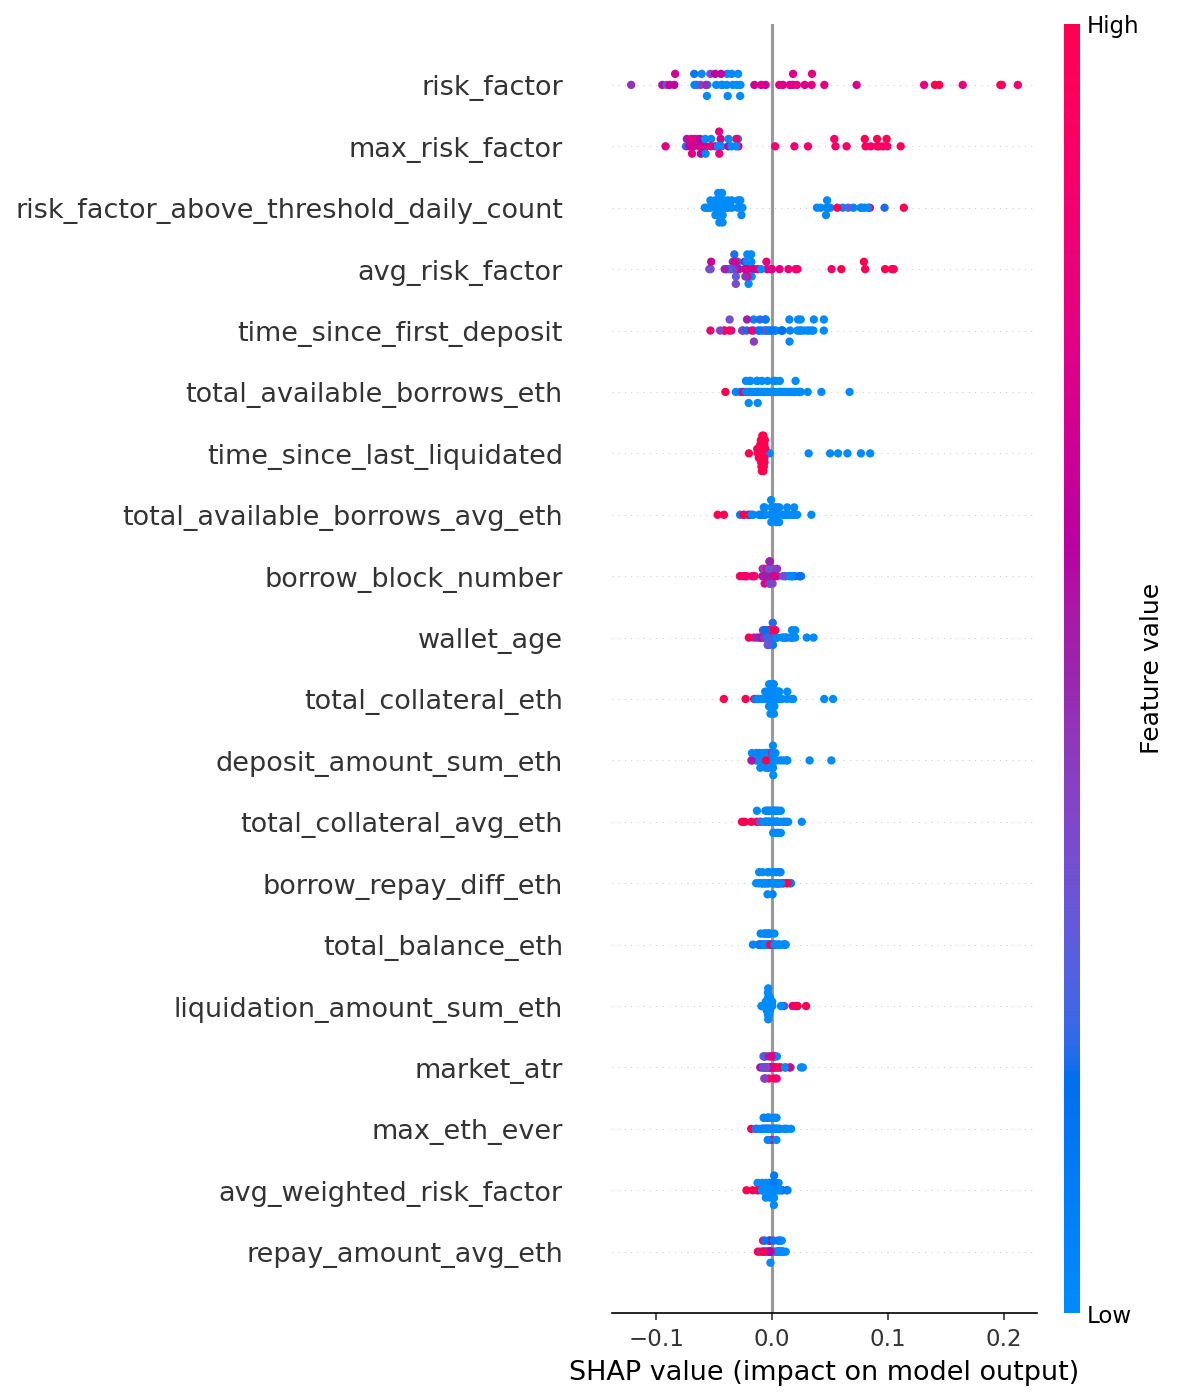 High
risk_factor
max_risk_factor
risk_factor_above_threshold_daily_count
avg_risk_factor
time_since_first_deposit
total_available_borrows_eth
time_since_last_liquidated
total_available_borrows_avg_eth
borrow_block_number
wallet_age
total_collateral_eth
deposit_amount_sum_eth
total_collateral_avg_eth
borrow_repay_diff_eth
total_balance_eth
liquidation_amount_sum_eth
market_atr
max_eth_ever
avg_weighted_risk_factor
repay_amount_avg_eth
Feature value
Low
−0.1 0.0 0.1 0.2
SHAP value (impact on model output)